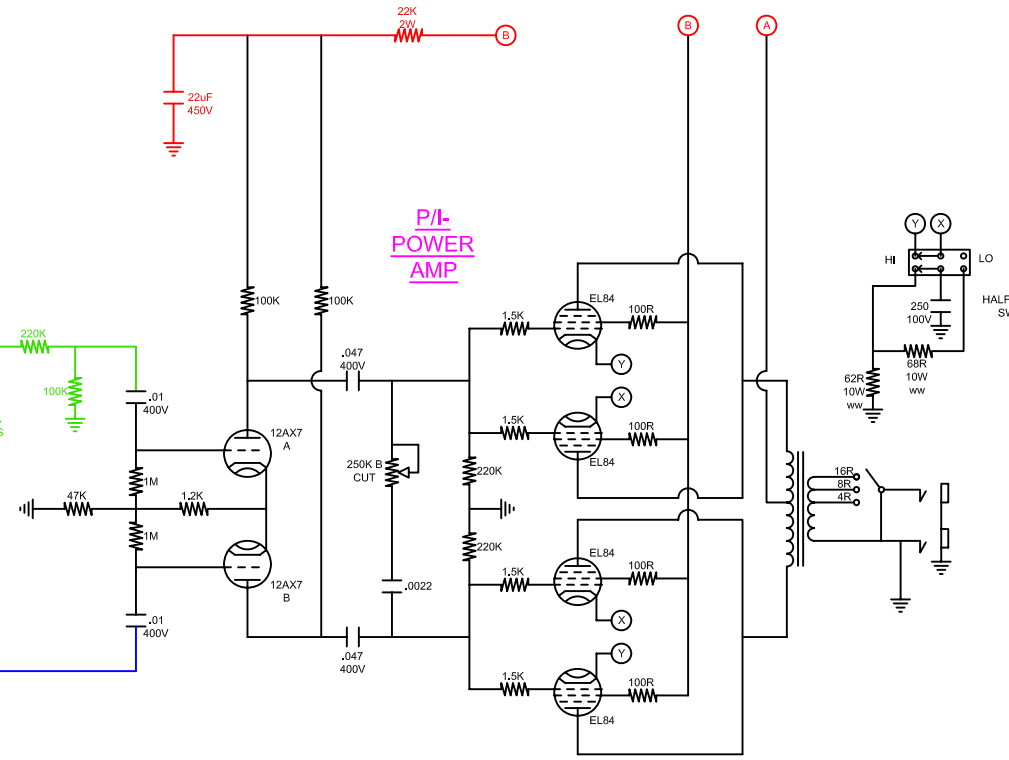 22K
2W
B
B
A
22uF
450V
P/I-
POWER
AMP
Y
X
HI
LO
HALF
250
100V
68R
10W
ww
62R
10W
ww
100K
100K
EL84
1.5K
100R
Y
220K
100K
.01
400V
.047
400V
X
1.5K
100R
EL84
12AX7
A
250K B
CUT
220K
1M
47K
1.2K
1M
220K
16R
8R
4R
EL84
1.5K
100R
12AX7
B
.0022
X
.01
400V
.047
400V
Y
1.5K
100R
EL84